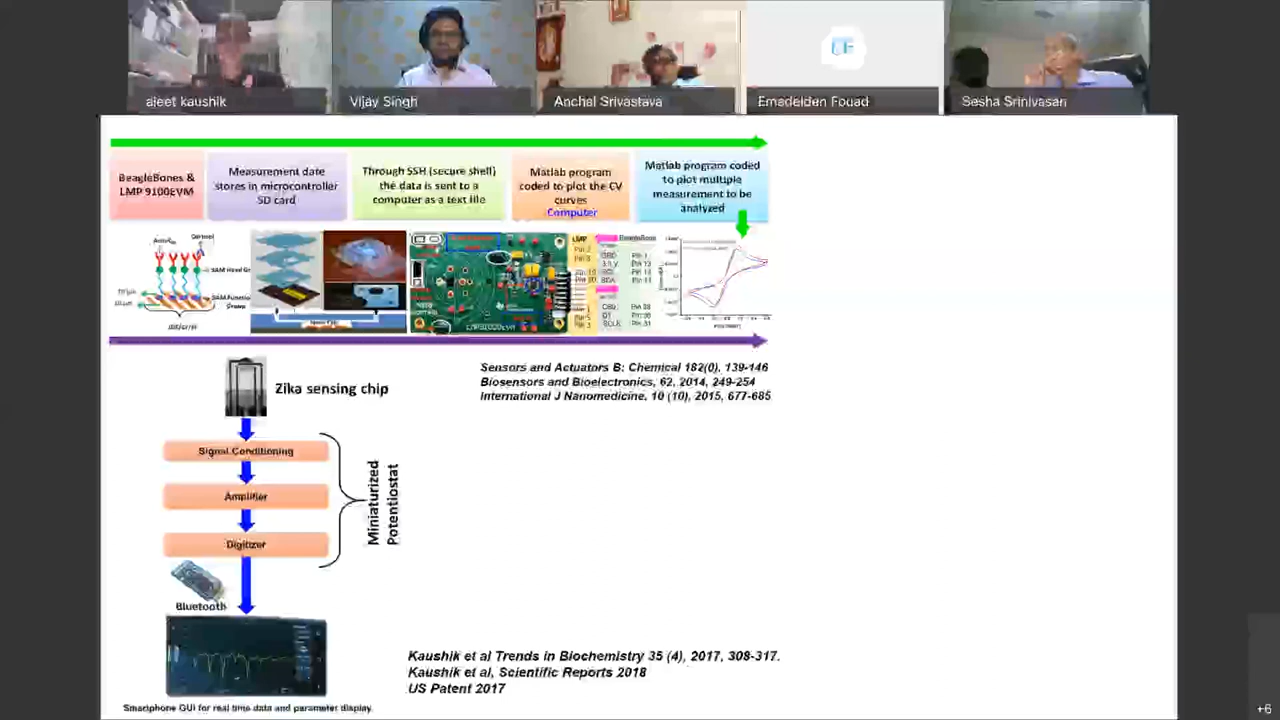 ajeet kaushik
Vijay Singh
Anchal Srivastava
Emadelden Fouad
Sesha Srinivasan
BeagleBones &
LMP 9100EVM
Measurement date
stores in microcontroller
SD card
Through SSH (secure shell)
the data is sent to a
computer as a text file
Matlab program
coded to plot the CV
curves
Computer
Matlab program coded
to plot multiple
measurement to be
analyzed
LMP
BeagleBone
Zika sensing chip
Sensors and Actuators B: Chemical 182(0), 139-146
Biosensors and Bioelectronics, 62, 2014, 249-254
International J Nanomedicine, 10 (10), 2015, 677-685
Signal Conditioning
Amplifier
Digitizer
Miniaturized
Potentiostat
Bluetooth
Kaushik et al Trends in Biochemistry 35 (4), 2017, 308-317.
Kaushik et al, Scientific Reports 2018
US Patent 2017
Smartphone GUI for real time data and parameter display.
+6